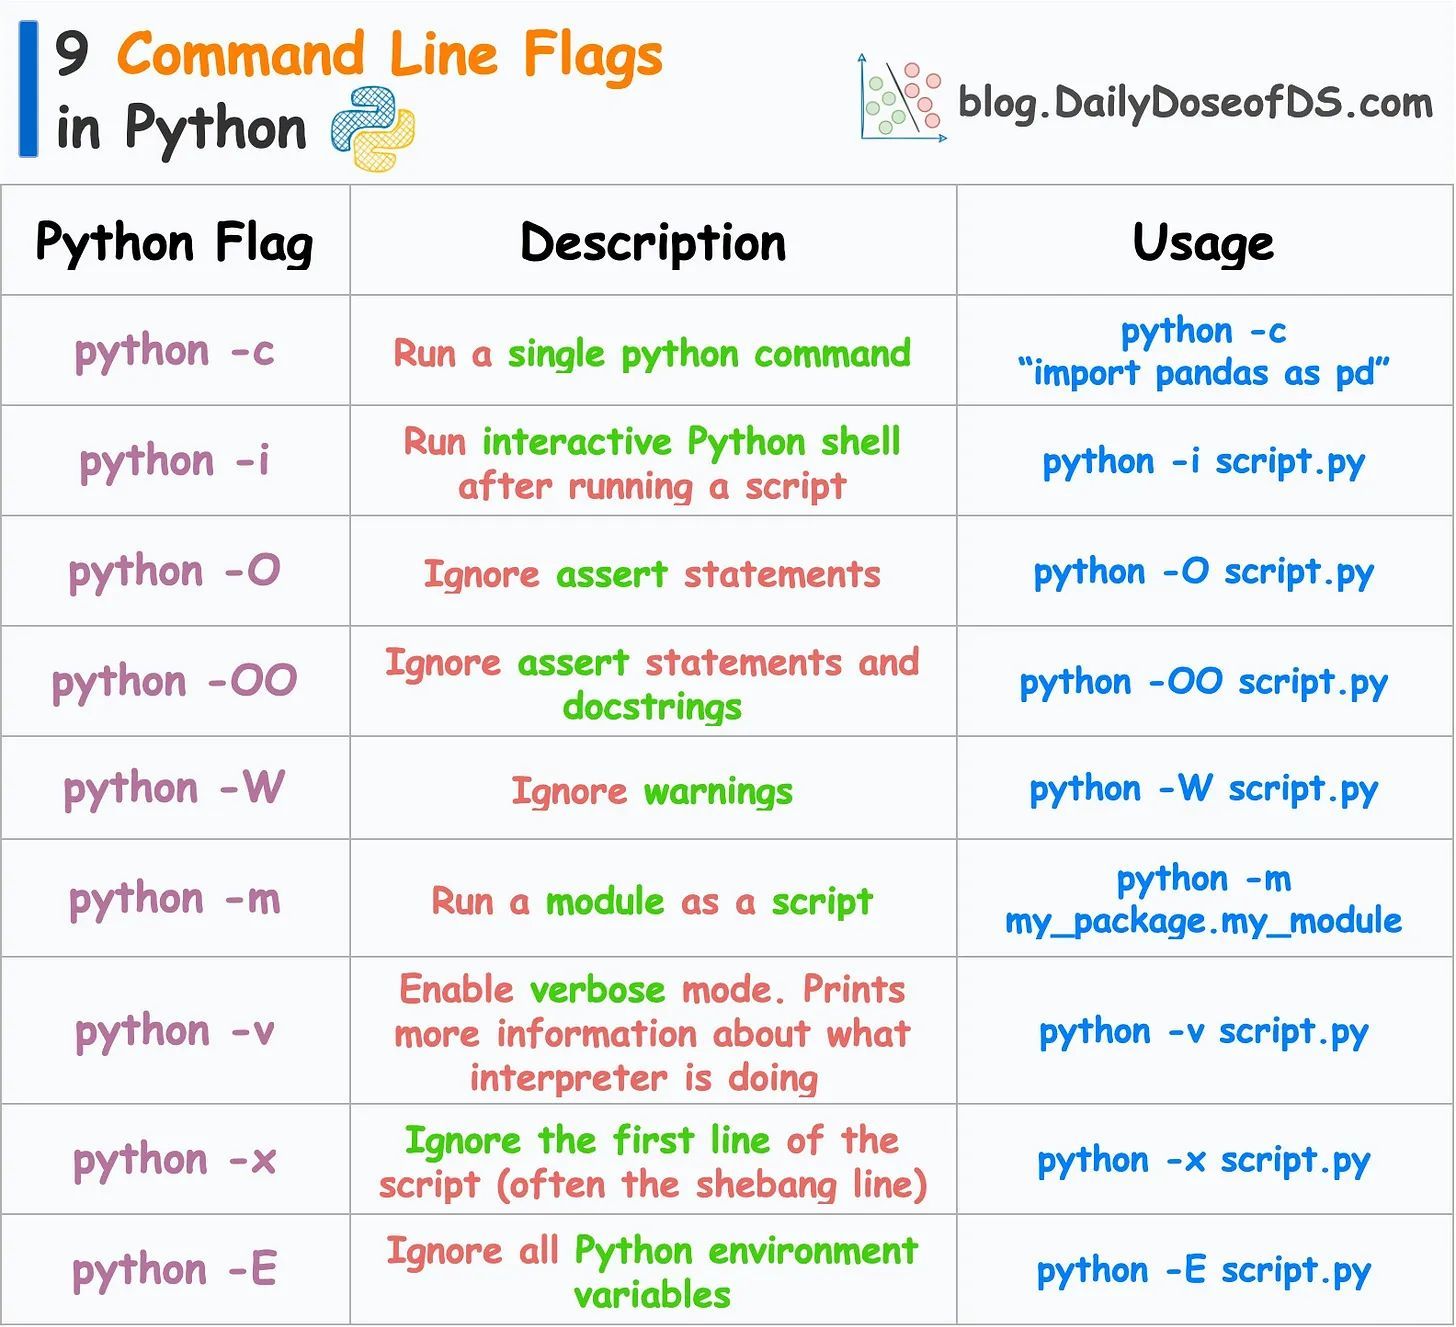 9 Command Line Flags
in Python
blog.DailyDoseofDS.com
Python Flag
Description
Usage
python -c
Run a single python command
python -c
“import pandas as pd”
python -i
Run interactive Python shell
after running a script
python -i script.py
python -O
Ignore assert statements
python -O script.py
python -OO
Ignore assert statements and
docstrings
python -OO script.py
python -W
Ignore warnings
python -W script.py
python -m
Run a module as a script
python -m
my_package.my_module
python -v
Enable verbose mode. Prints
more information about what
interpreter is doing
python -v script.py
python -x
Ignore the first line of the
script (often the shebang line)
python -x script.py
python -E
Ignore all Python environment
variables
python -E script.py